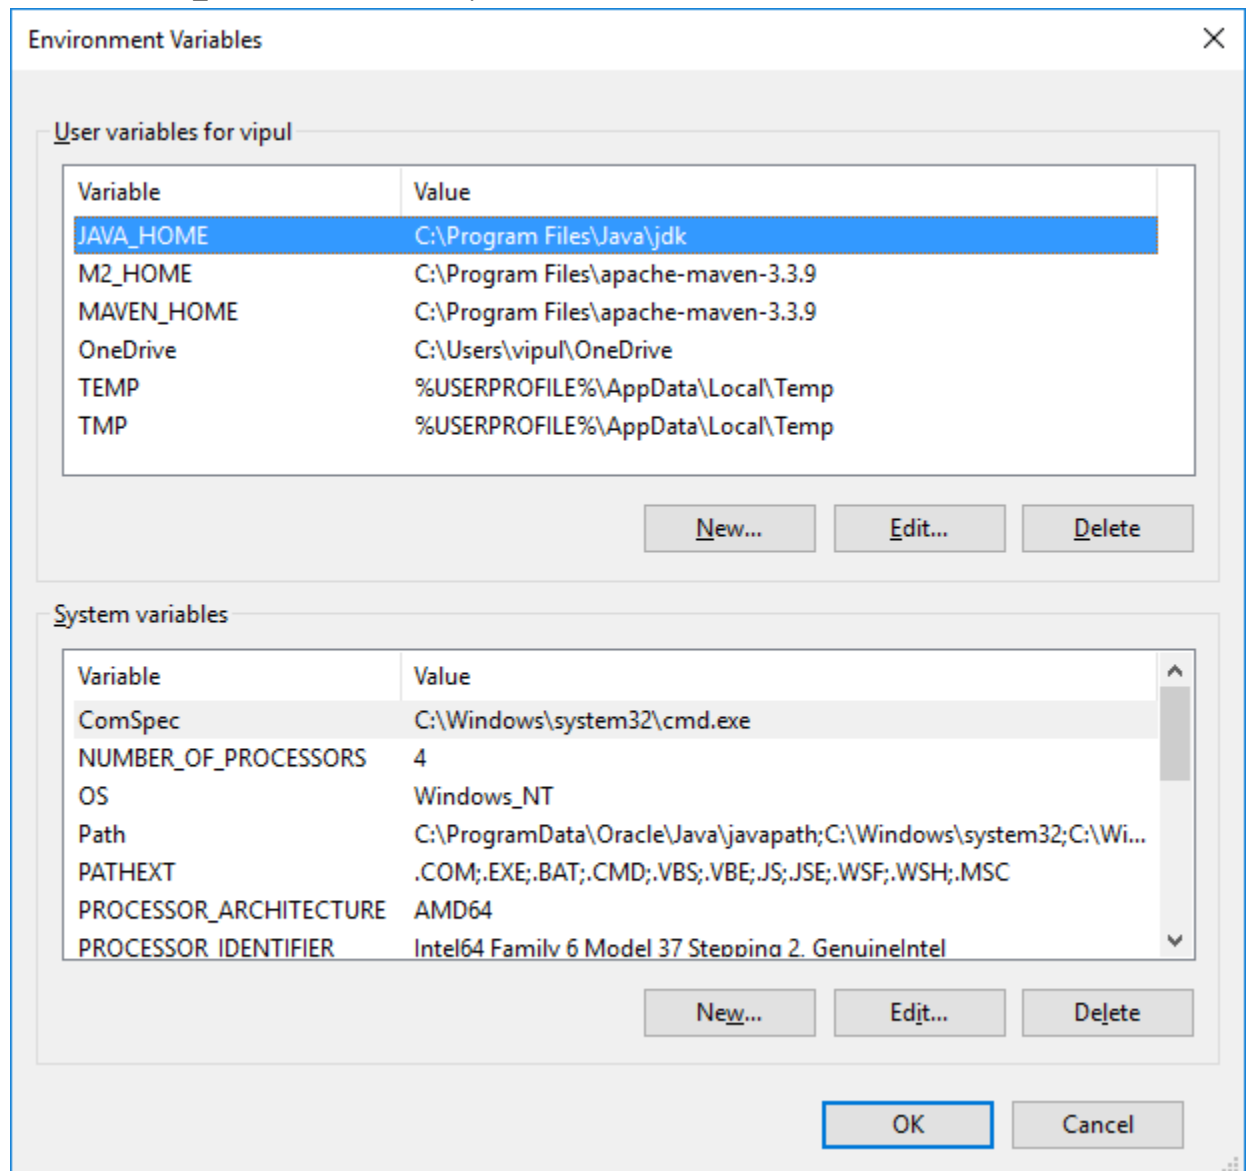 Environment Variables
User variables for vipul
Variable Value
JAVA_HOME C:\Program Files\Java\jdk
M2_HOME C:\Program Files\apache-maven-3.3.9
MAVEN_HOME C:\Program Files\apache-maven-3.3.9
OneDrive C:\Users\vipul\OneDrive
TEMP %USERPROFILE%\AppData\Local\Temp
TMP %USERPROFILE%\AppData\Local\Temp
New... Edit... Delete
System variables
Variable Value
ComSpec C:\Windows\system32\cmd.exe
NUMBER_OF_PROCESSORS 4
OS Windows_NT
Path C:\ProgramData\Oracle\Java\javapath;C:\Windows\system32;C:\Wi...
PATHEXT .COM;.EXE;.BAT;.CMD;.VBS;.VBE;.JS;.JSE;.WSF;.WSH;.MSC
PROCESSOR_ARCHITECTURE AMD64
PROCESSOR_IDENTIFIER Intel64 Family 6 Model 37 Stepping 2, GenuineIntel
New... Edit... Delete
OK Cancel